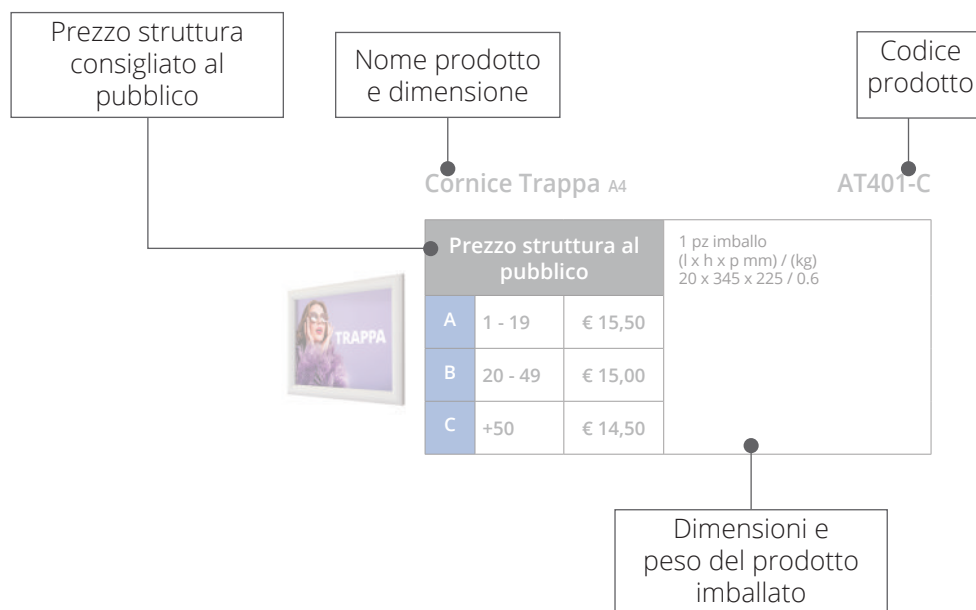 Prezzo struttura
consigliato al
pubblico
Nome prodotto
e dimensione
Codice
prodotto
Cornice Trappa A4
AT401-C
Prezzo struttura al
pubblico
1 pz imballo
(l x h x p mm) / (kg)
20 x 345 x 225 / 0.6
TRAPPA
A 1 - 19 € 15,50
B 20 - 49 € 15,00
C +50 € 14,50
Dimensioni e
peso del prodotto
imballato